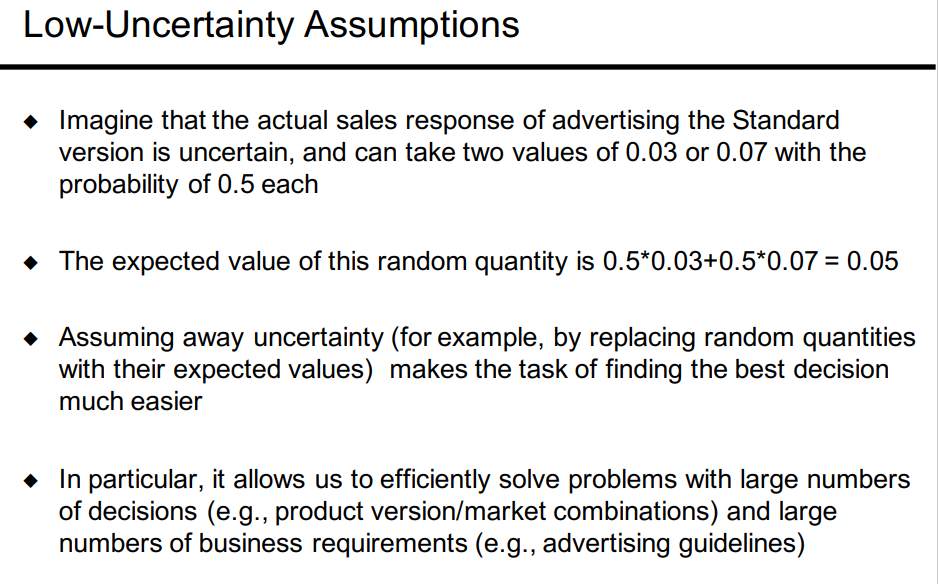 Low-Uncertainty Assumptions
◆ Imagine that the actual sales response of advertising the Standard
version is uncertain, and can take two values of 0.03 or 0.07 with the
probability of 0.5 each
◆ The expected value of this random quantity is 0.5*0.03+0.5*0.07 = 0.05
◆ Assuming away uncertainty (for example, by replacing random quantities
with their expected values)  makes the task of finding the best decision
much easier
◆ In particular, it allows us to efficiently solve problems with large numbers
of decisions (e.g., product version/market combinations) and large
numbers of business requirements (e.g., advertising guidelines)